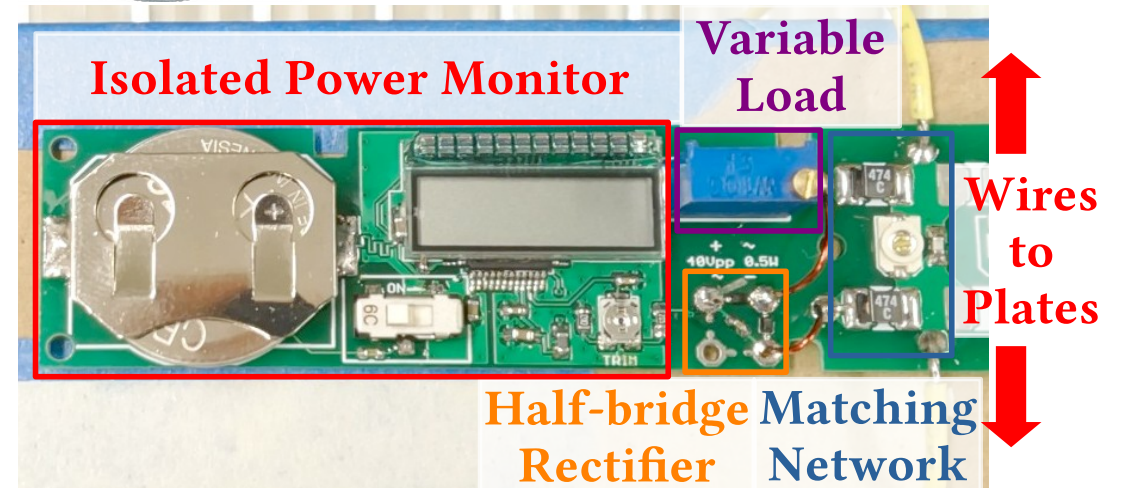 Isolated Power Monitor
Variable
Load
Wires
to
Plates
474
C
+ ~
40Vpp 0.5W
ON
474
C
TRIM
Half-bridge
Rectifier
Matching
Network